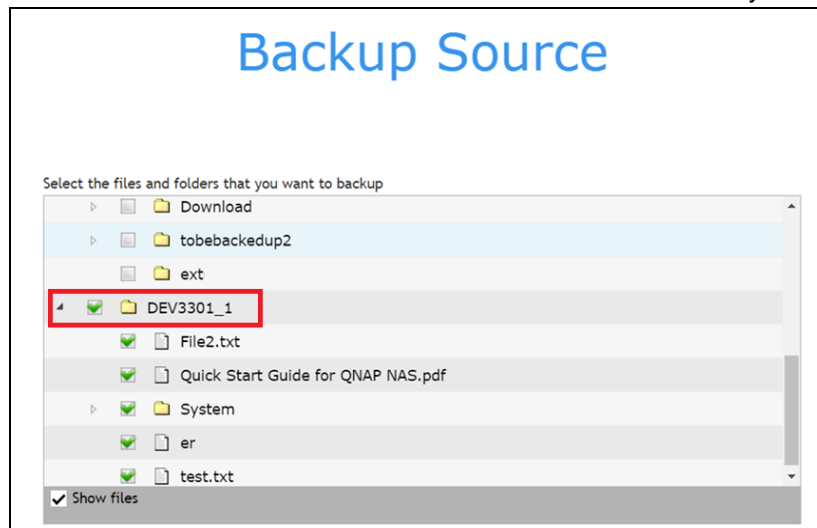 Backup Source
Select the files and folders that you want to backup
Download
tobebackedup2
ext
DEV3301_1
File2.txt
Quick Start Guide for QNAP NAS.pdf
System
er
test.txt
Show files